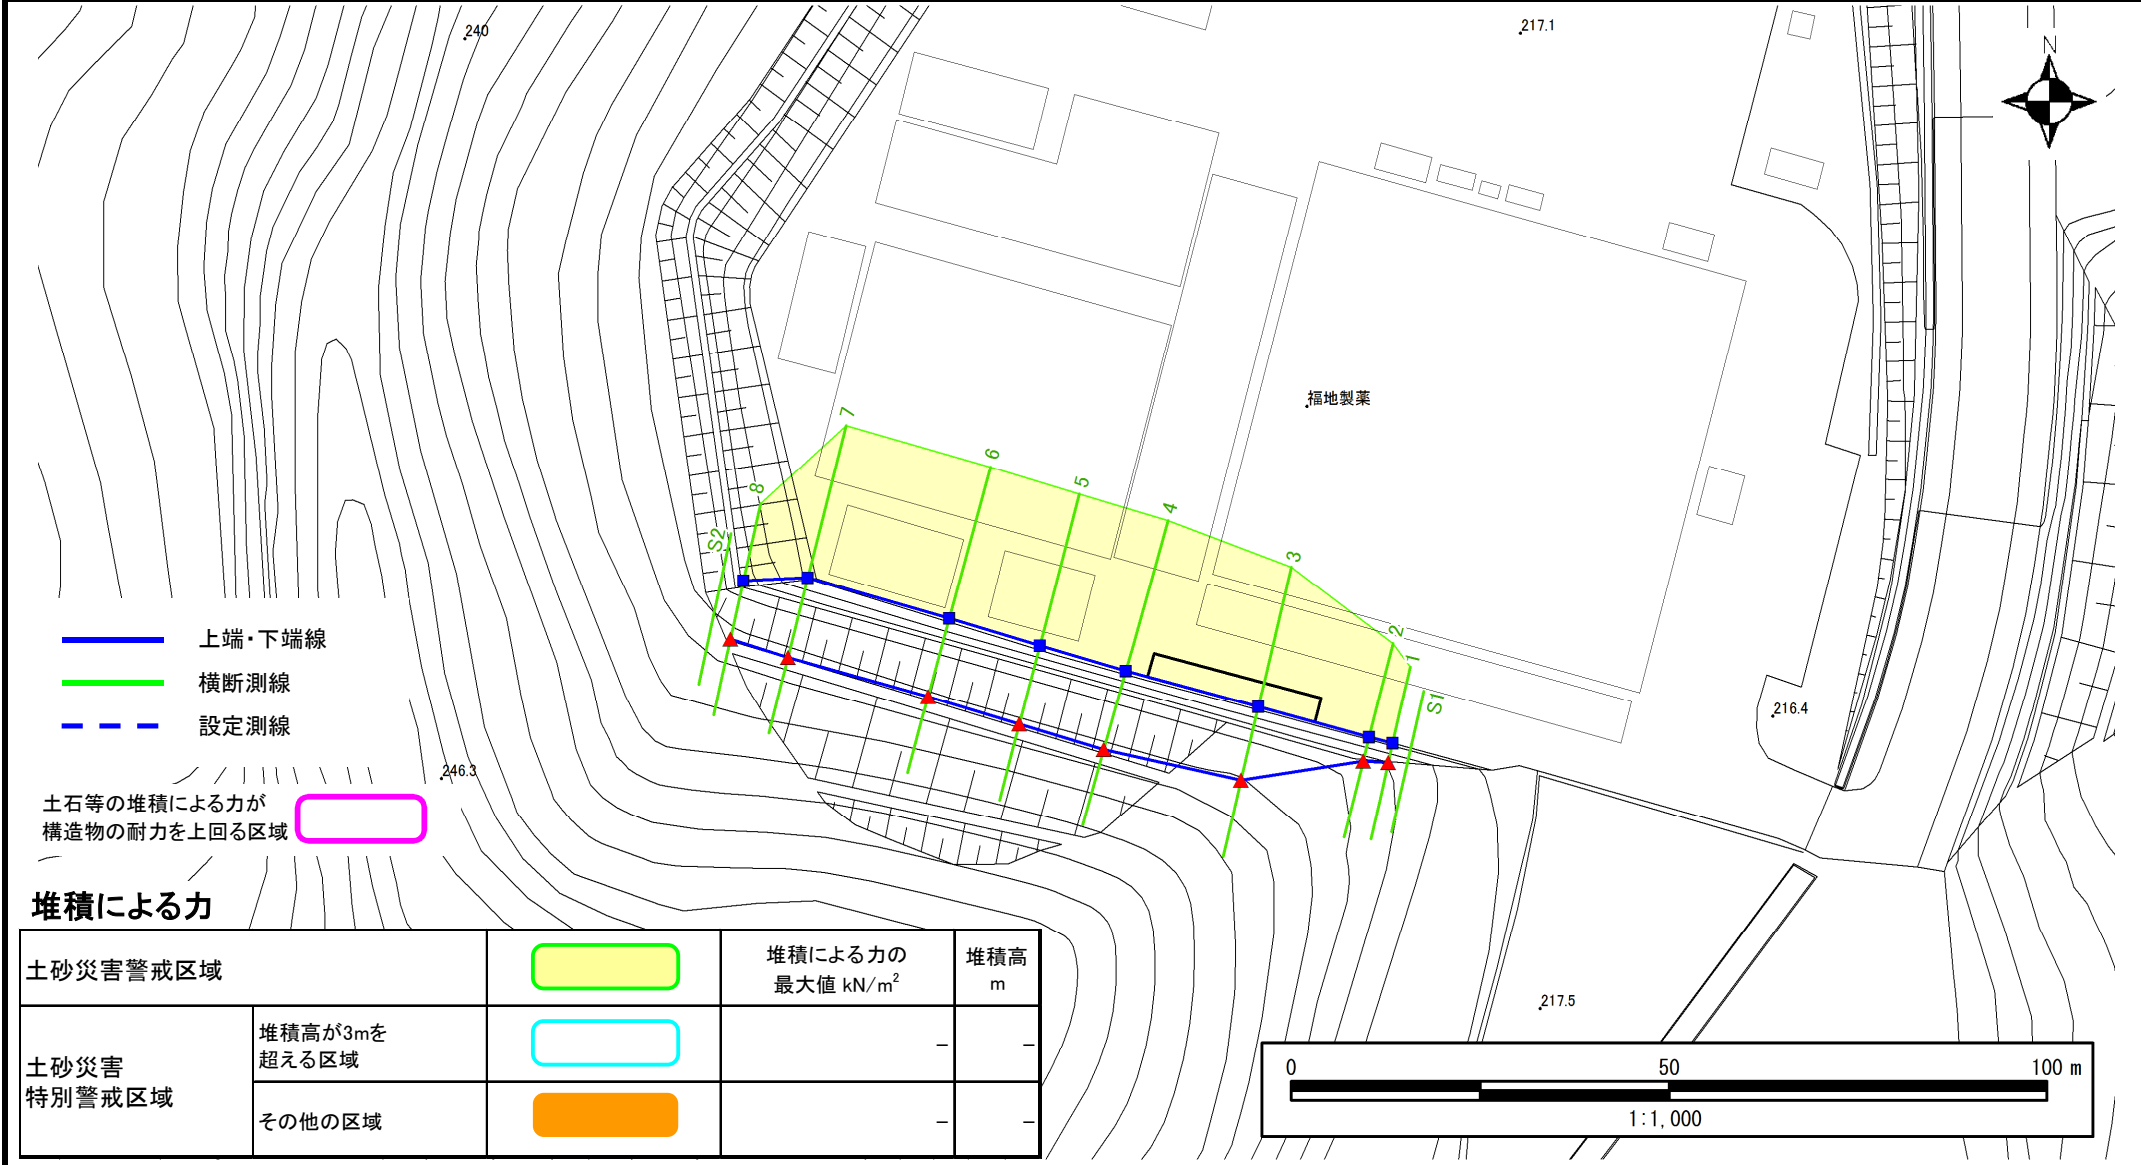 240
217.1
N
福地製薬
7
6
5
4
3
8
S2
2
1
S1
上端・下端線
横断測線
設定測線
216.4
246.3
土石等の堆積による力が
構造物の耐力を上回る区域
堆積による力
土砂災害警戒区域
堆積による力の
最大値 kN/m²
堆積高
m
土砂災害
特別警戒区域
堆積高が3mを
超える区域
–
–
その他の区域
–
–
217.5
0 50 100 m
1:1,000